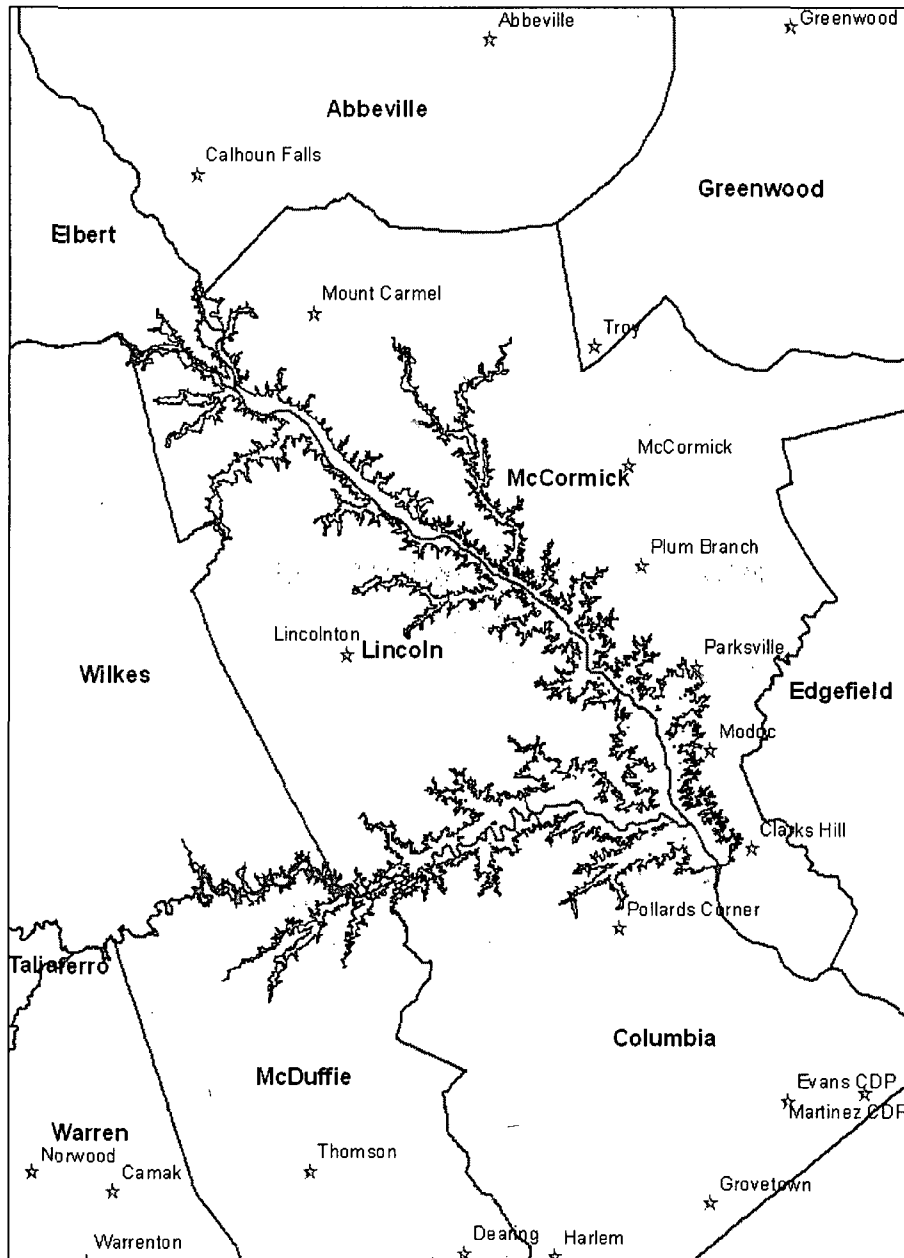 Abbeville
Greenwood
Abbeville
Calhoun Falls
Greenwood
Elbert
Mount Carmel
Troy
McCormick
McCormick
Plum Branch
Lincolnton
Lincoln
Parksville
Wilkes
Edgefield
Modoc
Clarks Hill
Pollards Corner
Taliaferro
Columbia
McDuffie
Evans CDP
Martinez CDP
Warren
Norwood
Thomson
Camak
Grovetown
Warrenton
Dearing
Harlem